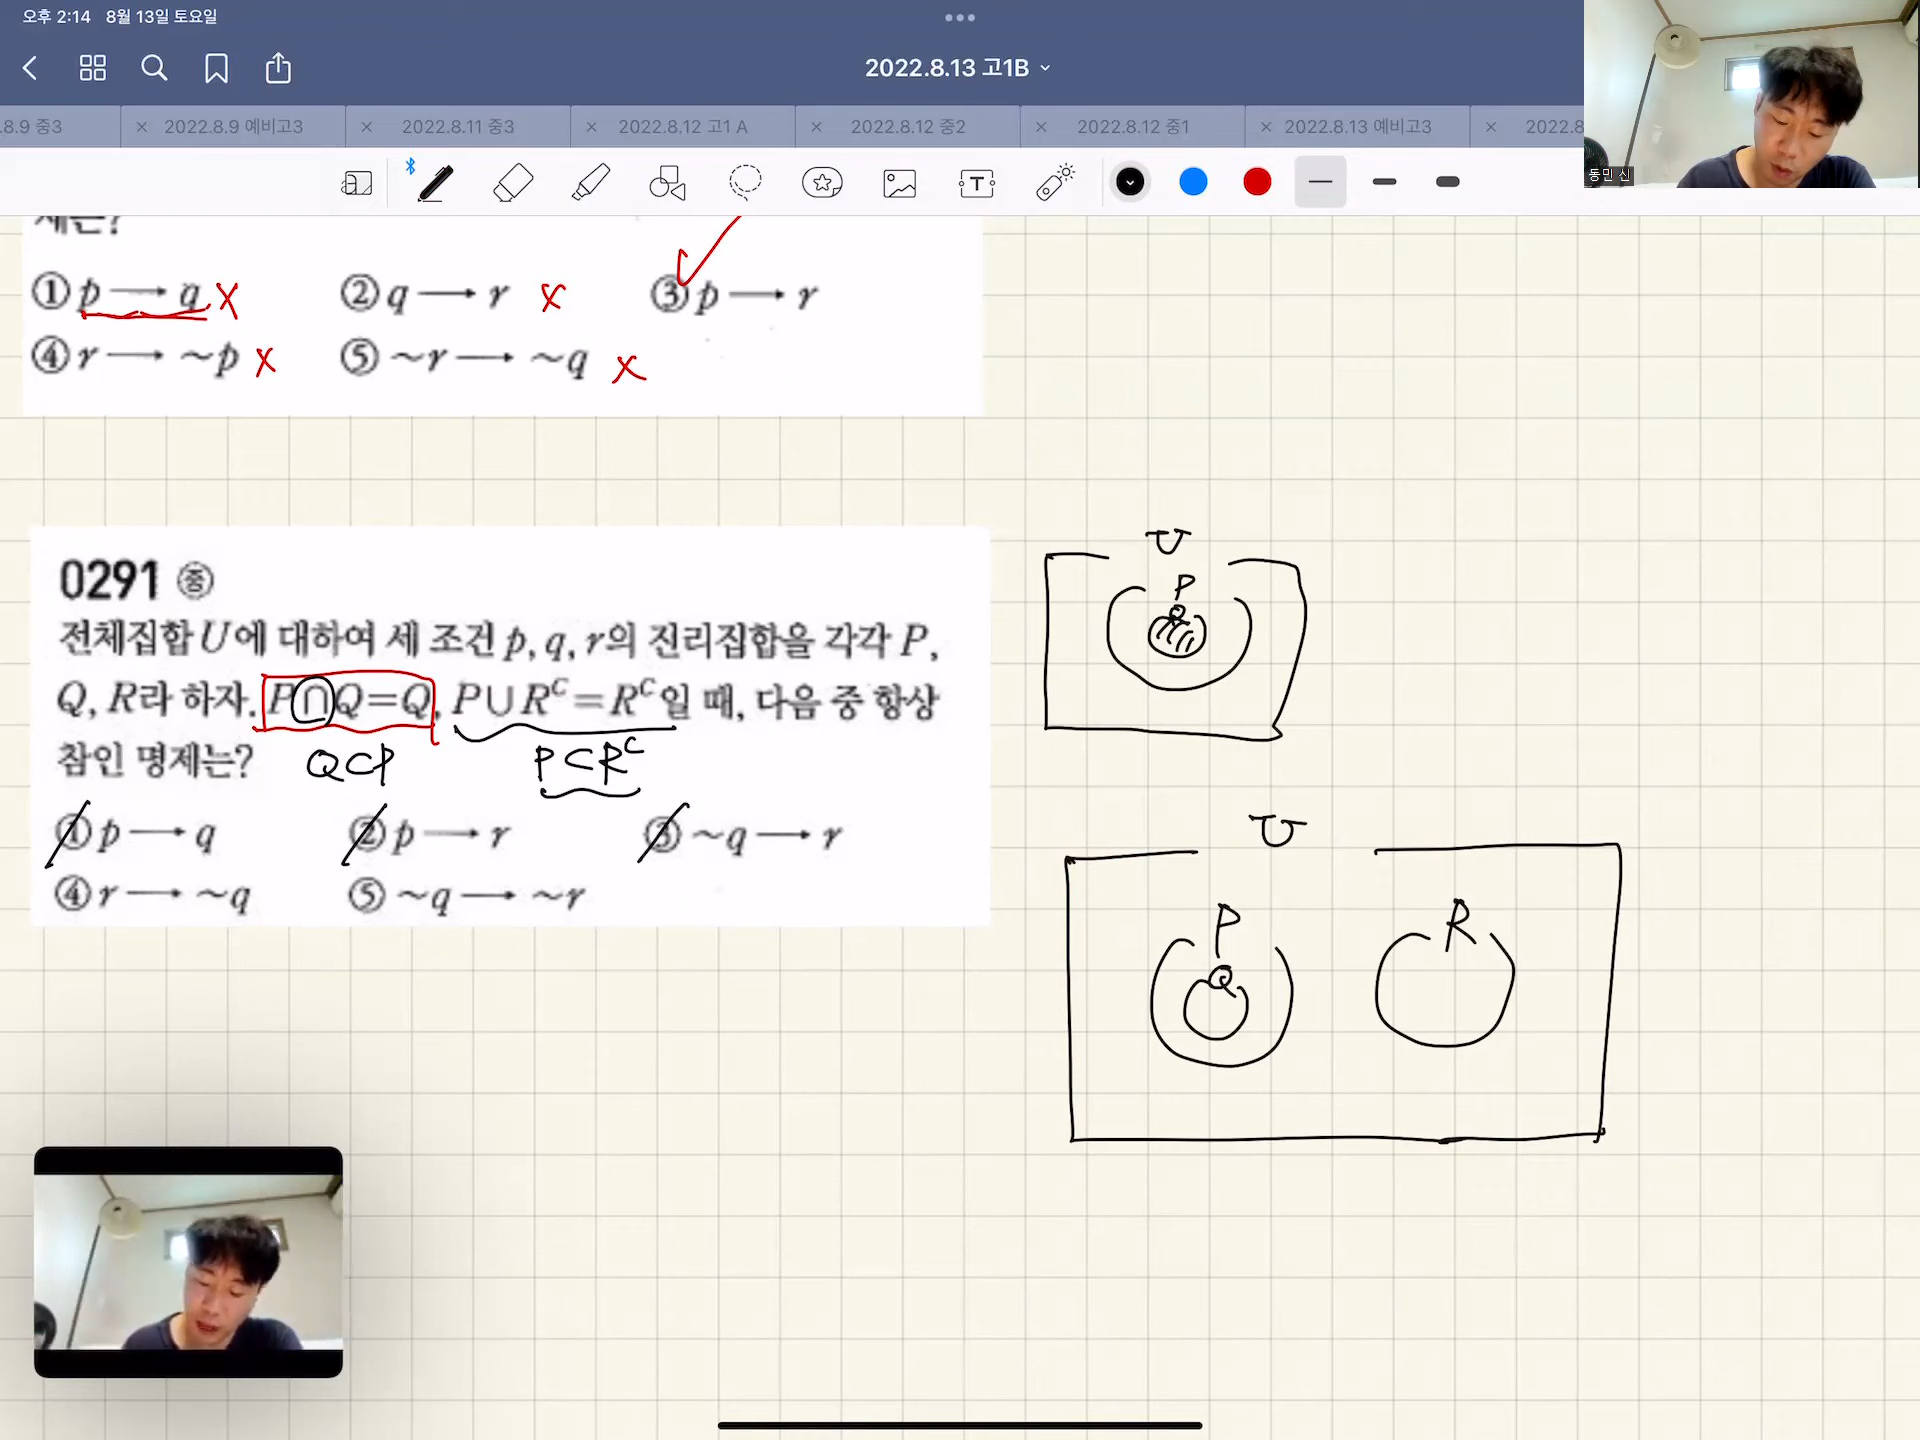 오후 2:14 8월 13일 토요일
2022.8.13 고1B
8.9 중3
2022.8.9 예비고3
2022.8.11 중3
2022.8.12 고1 A
2022.8.12 중2
2022.8.12 중1
2022.8.13 예비고3
2022.8
동민 신
제는?
① p → q x
② q → r x
③ p → r
④ r → ~p x
⑤ ~r → ~q x
0291 중
전체집합 U에 대하여 세 조건 p, q, r의 진리집합을 각각 P,
Q, R라 하자. P∩Q=Q, P∪Rᶜ=Rᶜ일 때, 다음 중 항상
참인 명제는?
Q⊂P
P⊂Rᶜ
① p → q
② p → r
③ ~q → r
④ r → ~q
⑤ ~q → ~r
U
P
Q
U
P
Q
R